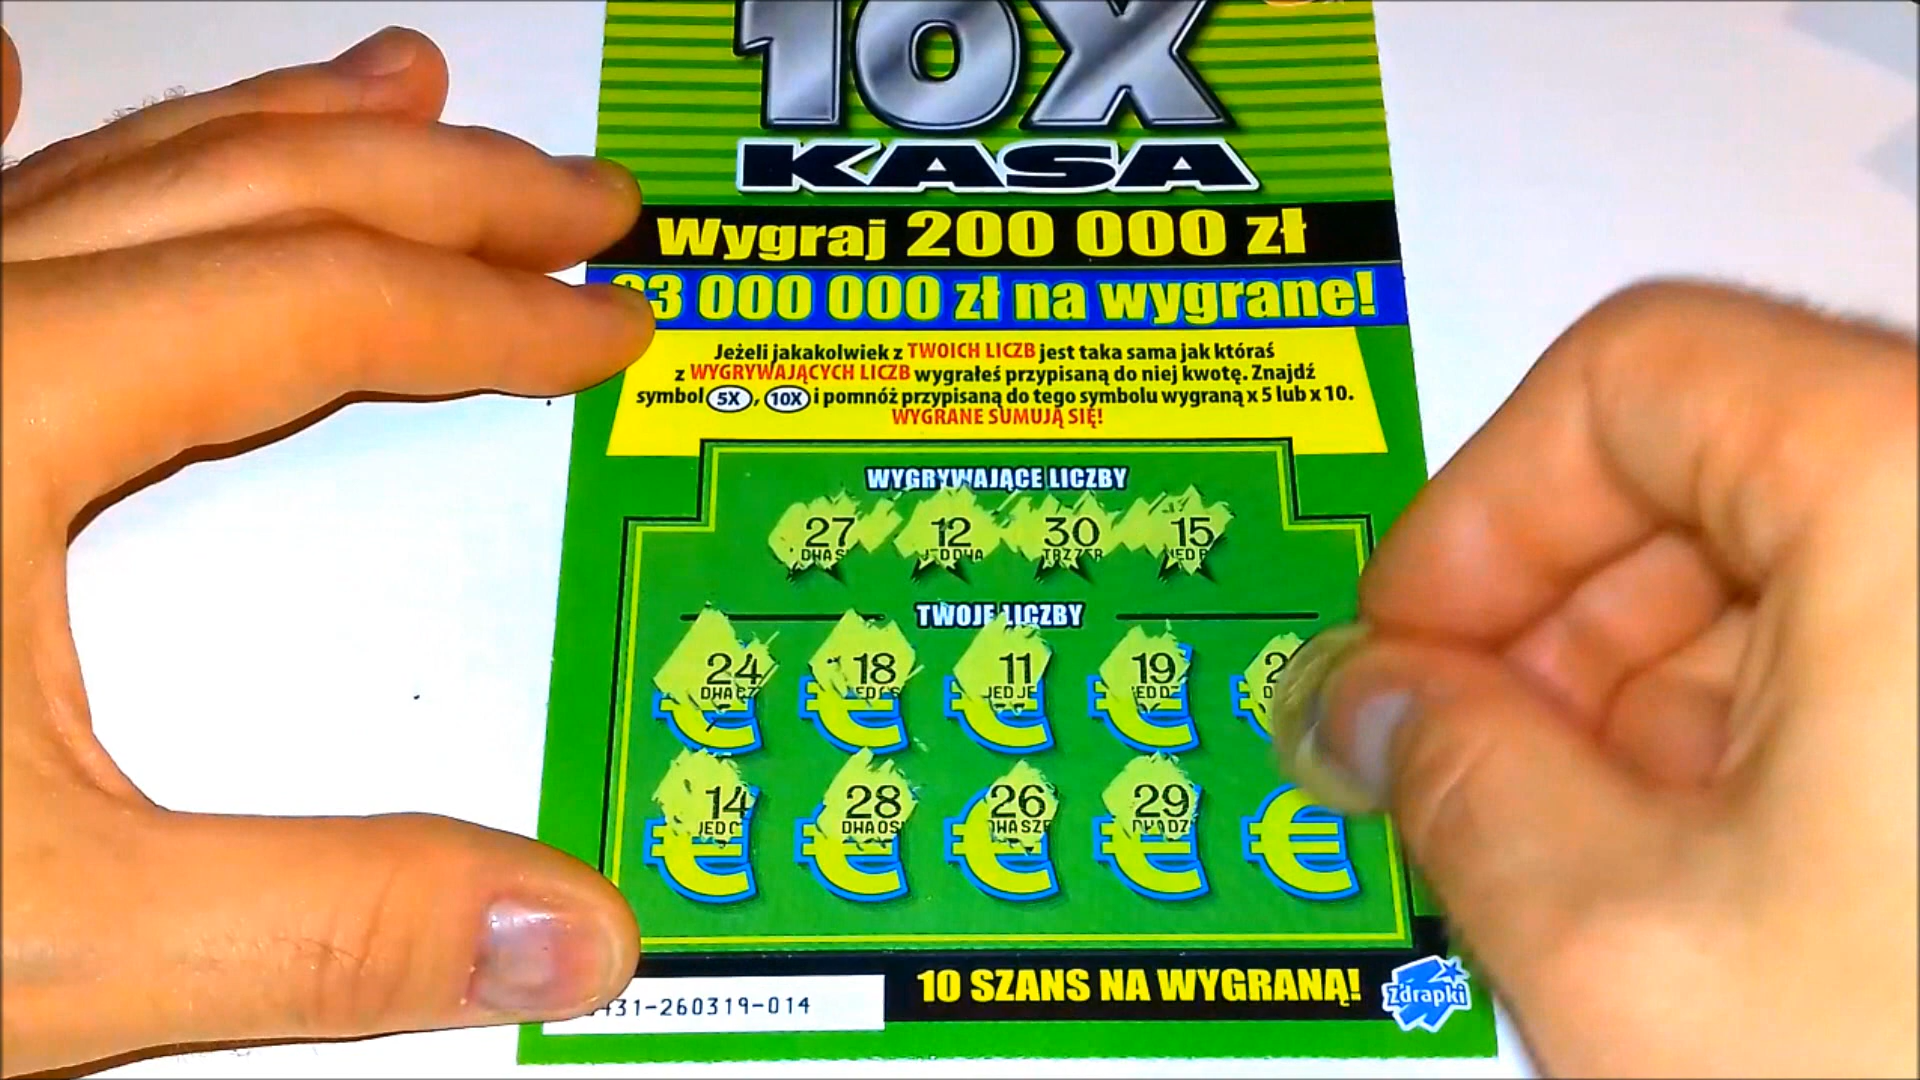 10X
KASA
Wygraj 200 000 zł
3 000 000 zł na wygrane!
Jeżeli jakakolwiek z TWOICH LICZB jest taka sama jak któraś
z WYGRYWAJĄCYCH LICZB wygrałeś przypisaną do niej kwotę. Znajdź
symbol 5X, 10X i pomnóż przypisaną do tego symbolu wygraną x 5 lub x 10.
WYGRANE SUMUJĄ SIĘ!
WYGRYWAJĄCE LICZBY
27 12 30 15
TWOJE LICZBY
24 18 11 19
14 28 26 29
DWAOS
31-260319-014
10 SZANS NA WYGRANĄ!
Zdrapki